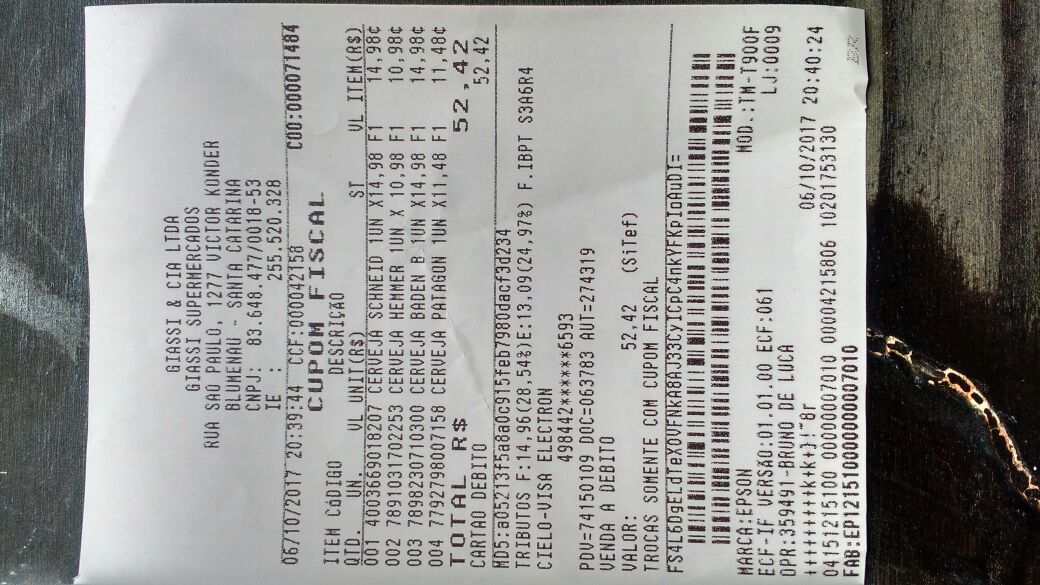 GIASSI & CIA LTDA
GIASSI SUPERMERCADOS
RUA SAO PAULO, 1277 VICTOR KONDER
BLUMENAU - SANTA CATARINA
CNPJ: 83.648.477/0018-53
IE : 255.520.328
06/10/2017 20:39:44 CCF:000042158 COO:000071484
CUPOM FISCAL
ITEM CóDIGO DESCRIÇãO
QTD. UN. VL UNIT(R$) ST VL ITEM(R$)
001 4003669018207 CERVEJA SCHNEID 1UN X14,98 F1 14,98¢
002 7891031702253 CERVEJA HEMMER 1UN X 10,98 F1 10,98¢
003 7898230710300 CERVEJA BADEN B 1UN X14,98 F1 14,98¢
004 7792798007158 CERVEJA PATAGON 1UN X11,48 F1 11,48¢
TOTAL R$ 52,42
CARTAO DEBITO 52,42
MD5:a05213f5a8a0c915feb7980dacf3d234
TRIBUTOS F:14,96(28,54%)E:13,09(24,97%) F.IBPT S3A6R4
CIELO-VISA ELECTRON
498442******6593
PDV=74150109 DOC=063783 AUT=274319
VENDA A DEBITO
VALOR: 52,42 (SiTef)
TROCAS SOMENTE COM CUPOM FISCAL
FS4L6DgELdTeXOVFNkA8AJ33CyICpC4nkYFKpIoAuDI=
MARCA:EPSON MOD.:TM-T900F
ECF-IF VERSÃO:01.01.00 ECF:061 LJ:0009
OPR:359491-BRUNO DE LUCA
+++++++++k+k+}!~8r 06/10/2017 20:40:24
04151215100 00000007010 00004215806 10201753130
FAB:EP121510000000007010 BR